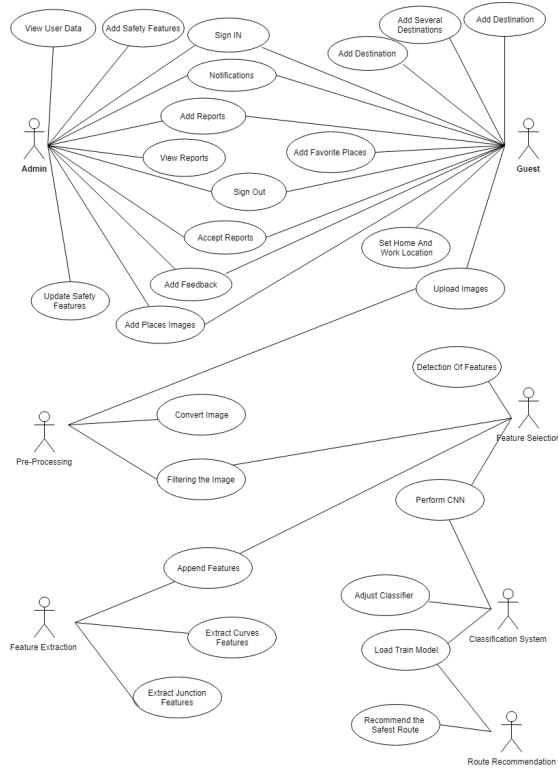 View User Data
Add Safety Features
Sign IN
Add Several
Destinations
Add Destination
Add Destination
Notifications
Add Reports
View Reports
Add Favorite Places
Admin
Guest
Sign Out
Accept Reports
Set Home And
Work Location
Add Feedback
Upload Images
Update Safety
Features
Add Places Images
Detection Of Features
Convert Image
Pre-Processing
Feature Selection
Filtering the Image
Perform CNN
Append Features
Adjust Classifier
Extract Curves
Features
Feature Extraction
Classification System
Load Train Model
Extract Junction
Features
Recommend the
Safest Route
Route Recommendation